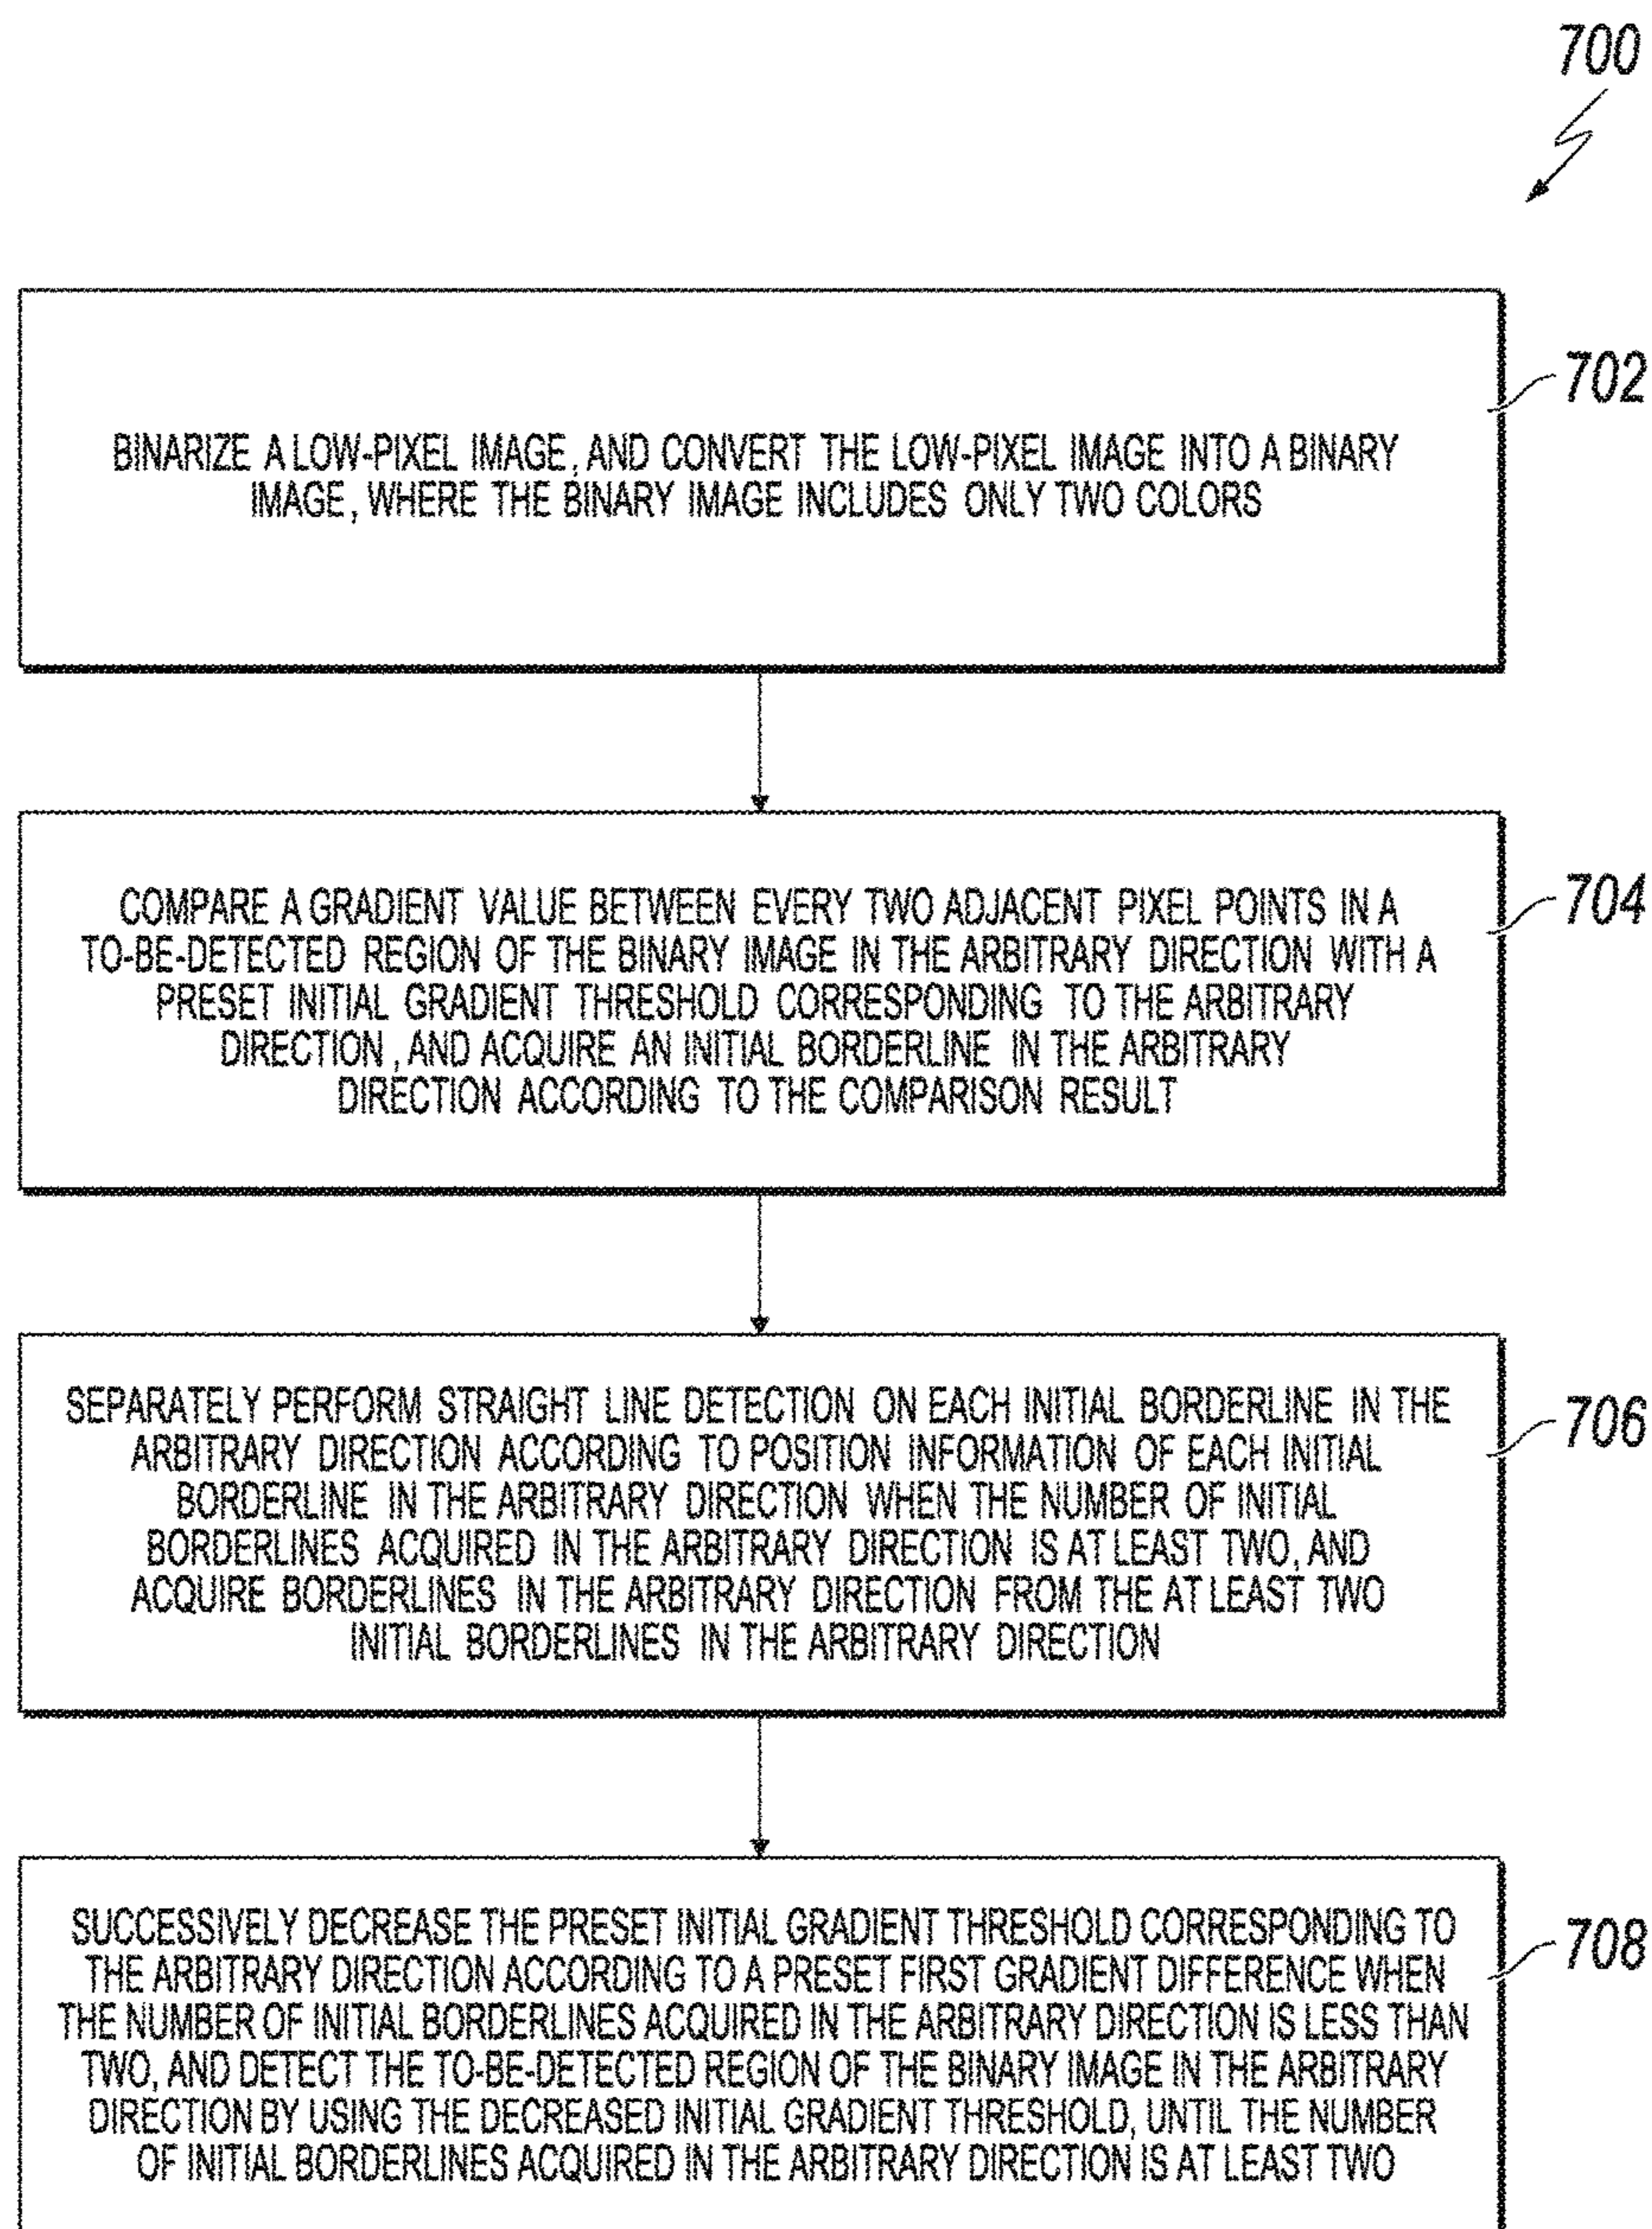 700
702
BINARIZE A LOW-PIXEL IMAGE, AND CONVERT THE LOW-PIXEL IMAGE INTO A BINARY
IMAGE, WHERE THE BINARY IMAGE INCLUDES ONLY TWO COLORS
704
COMPARE A GRADIENT VALUE BETWEEN EVERY TWO ADJACENT PIXEL POINTS IN A
TO-BE-DETECTED REGION OF THE BINARY IMAGE IN THE ARBITRARY DIRECTION WITH A
PRESET INITIAL GRADIENT THRESHOLD CORRESPONDING TO THE ARBITRARY
DIRECTION, AND ACQUIRE AN INITIAL BORDERLINE IN THE ARBITRARY
DIRECTION ACCORDING TO THE COMPARISON RESULT
706
SEPARATELY PERFORM STRAIGHT LINE DETECTION ON EACH INITIAL BORDERLINE IN THE
ARBITRARY DIRECTION ACCORDING TO POSITION INFORMATION OF EACH INITIAL
BORDERLINE IN THE ARBITRARY DIRECTION WHEN THE NUMBER OF INITIAL
BORDERLINES ACQUIRED IN THE ARBITRARY DIRECTION IS AT LEAST TWO, AND
ACQUIRE BORDERLINES IN THE ARBITRARY DIRECTION FROM THE AT LEAST TWO
INITIAL BORDERLINES IN THE ARBITRARY DIRECTION
708
SUCCESSIVELY DECREASE THE PRESET INITIAL GRADIENT THRESHOLD CORRESPONDING TO
THE ARBITRARY DIRECTION ACCORDING TO A PRESET FIRST GRADIENT DIFFERENCE WHEN
THE NUMBER OF INITIAL BORDERLINES ACQUIRED IN THE ARBITRARY DIRECTION IS LESS THAN
TWO, AND DETECT THE TO-BE-DETECTED REGION OF THE BINARY IMAGE IN THE ARBITRARY
DIRECTION BY USING THE DECREASED INITIAL GRADIENT THRESHOLD, UNTIL THE NUMBER
OF INITIAL BORDERLINES ACQUIRED IN THE ARBITRARY DIRECTION IS AT LEAST TWO